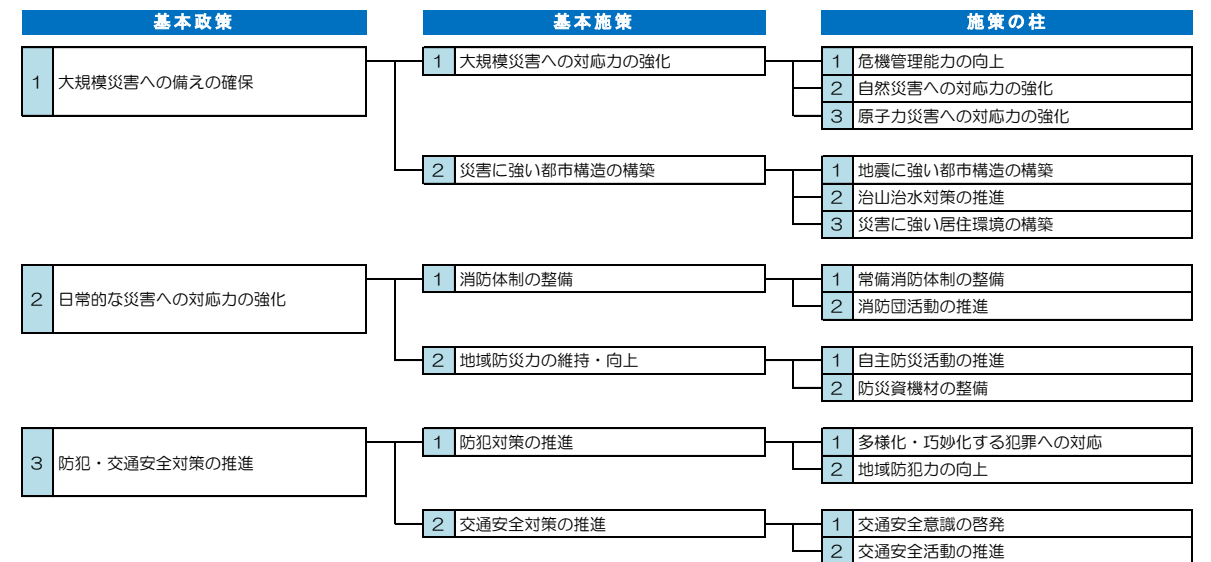 基本政策 基本施策 施策の柱
1 大規模災害への備えの確保
1 大規模災害への対応力の強化
1 危機管理能力の向上
2 自然災害への対応力の強化
3 原子力災害への対応力の強化
2 災害に強い都市構造の構築
1 地震に強い都市構造の構築
2 治山治水対策の推進
3 災害に強い居住環境の構築
2 日常的な災害への対応力の強化
1 消防体制の整備
1 常備消防体制の整備
2 消防団活動の推進
2 地域防災力の維持・向上
1 自主防災活動の推進
2 防災資機材の整備
3 防犯・交通安全対策の推進
1 防犯対策の推進
1 多様化・巧妙化する犯罪への対応
2 地域防犯力の向上
2 交通安全対策の推進
1 交通安全意識の啓発
2 交通安全活動の推進